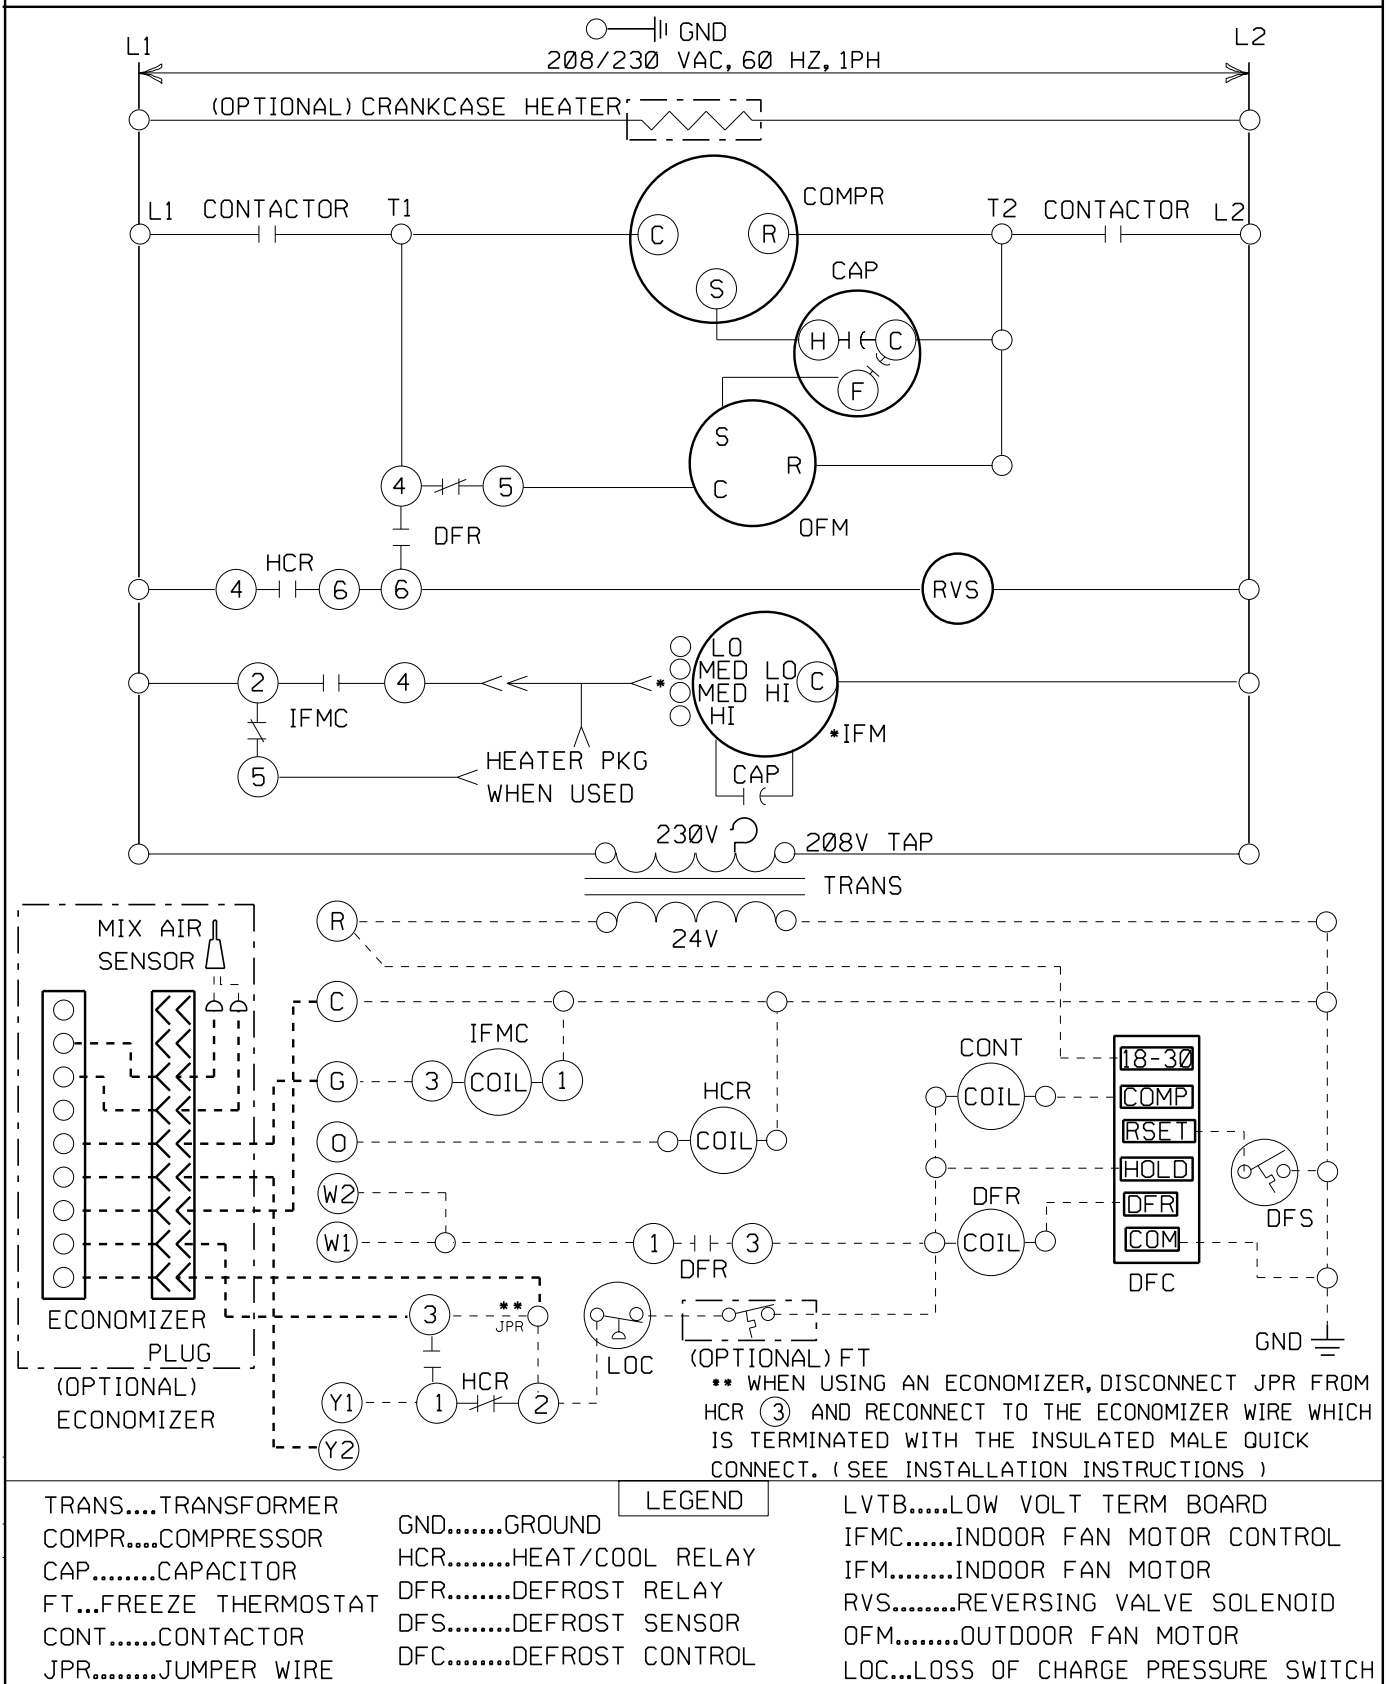 GND
L1
L2
208/230 VAC, 60 HZ, 1PH
(OPTIONAL) CRANKCASE HEATER
COMPR
L1 CONTACTOR T1
T2 CONTACTOR L2
C R
S
CAP
H C
F
S
R
C
OFM
4 5
DFR
HCR
4 6 6
RVS
LO
MED LO
MED HI
HI
C
2 4
*
IFMC
*IFM
5
HEATER PKG
WHEN USED
CAP
230V
208V TAP
TRANS
R
24V
MIX AIR
SENSOR
C
IFMC
G 3 COIL 1
HCR
O COIL
CONT
COIL
18-30
COMP
RSET
HOLD
DFR
COM
DFC
DFS
W2
W1
1 3
DFR
DFR
COIL
ECONOMIZER
PLUG
(OPTIONAL)
ECONOMIZER
3
**
JPR
LOC
(OPTIONAL) FT
GND
HCR
Y1 1 2
Y2
** WHEN USING AN ECONOMIZER, DISCONNECT JPR FROM
HCR 3 AND RECONNECT TO THE ECONOMIZER WIRE WHICH
IS TERMINATED WITH THE INSULATED MALE QUICK
CONNECT. ( SEE INSTALLATION INSTRUCTIONS )
LEGEND
TRANS....TRANSFORMER
COMPR....COMPRESSOR
CAP........CAPACITOR
FT...FREEZE THERMOSTAT
CONT......CONTACTOR
JPR........JUMPER WIRE
GND.......GROUND
HCR........HEAT/COOL RELAY
DFR........DEFROST RELAY
DFS........DEFROST SENSOR
DFC........DEFROST CONTROL
LVTB.....LOW VOLT TERM BOARD
IFMC......INDOOR FAN MOTOR CONTROL
IFM........INDOOR FAN MOTOR
RVS........REVERSING VALVE SOLENOID
OFM........OUTDOOR FAN MOTOR
LOC...LOSS OF CHARGE PRESSURE SWITCH